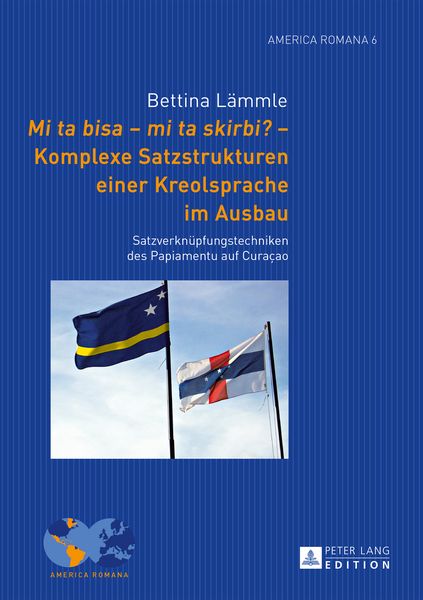 AMERICA ROMANA 6
Bettina Lämmle
Mi ta bisa – mi ta skirbi? –
Komplexe Satzstrukturen
einer Kreolsprache
im Ausbau
Satzverknüpfungstechniken
des Papiamentu auf Curaçao
AMERICA ROMANA
PETER LANG
EDITION